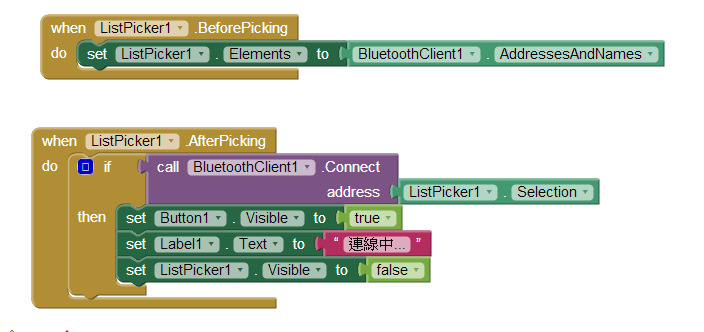 when ListPicker1 .BeforePicking
do set ListPicker1 . Elements to BluetoothClient1 . AddressesAndNames
when ListPicker1 .AfterPicking
do if call BluetoothClient1 .Connect
address ListPicker1 . Selection
then set Button1 . Visible to true
set Label1 . Text to “ 連線中... ”
set ListPicker1 . Visible to false